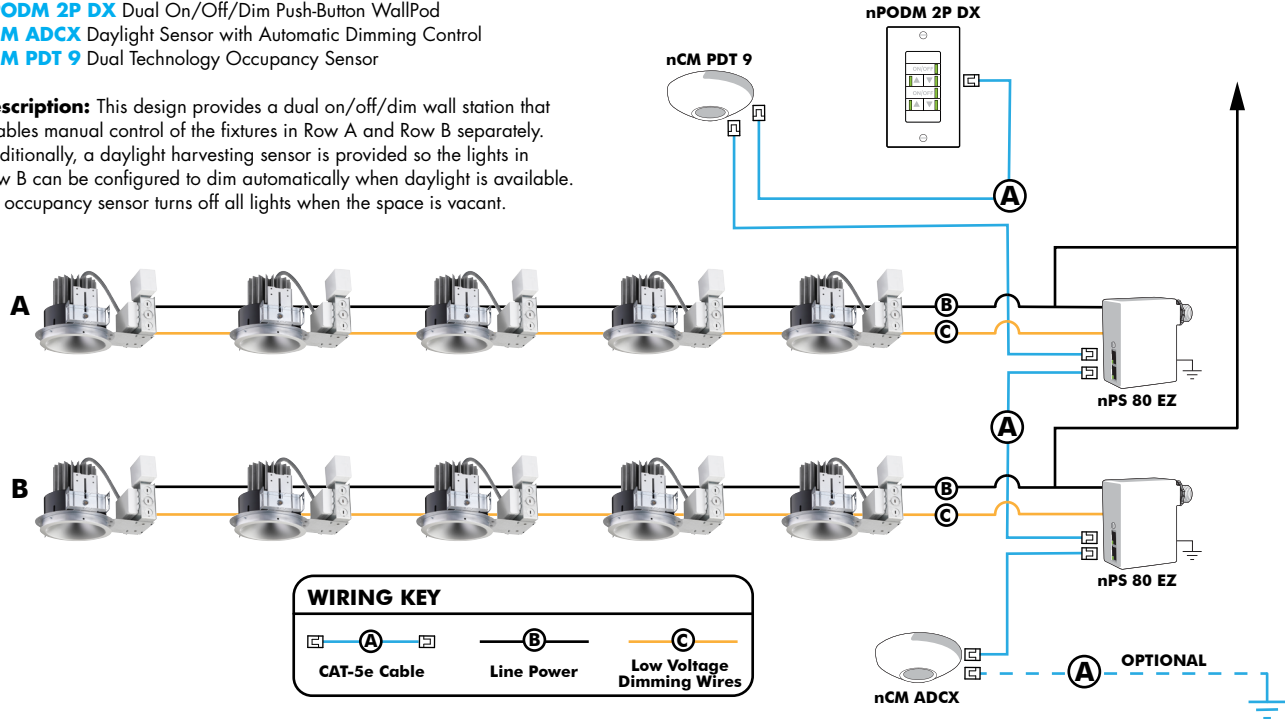 PODM 2P DX Dual On/Off/Dim Push-Button WallPod
M ADCX Daylight Sensor with Automatic Dimming Control
M PDT 9 Dual Technology Occupancy Sensor
escription: This design provides a dual on/off/dim wall station that
ables manual control of the fixtures in Row A and Row B separately.
ditionally, a daylight harvesting sensor is provided so the lights in
w B can be configured to dim automatically when daylight is available.
occupancy sensor turns off all lights when the space is vacant.
nPODM 2P DX
nCM PDT 9
ON/OFF
ON/OFF
A
A
B
C
nPS 80 EZ
A
B
B
C
nPS 80 EZ
WIRING KEY
A
B
C
CAT-5e Cable
Line Power
Low Voltage
Dimming Wires
nCM ADCX
A
OPTIONAL